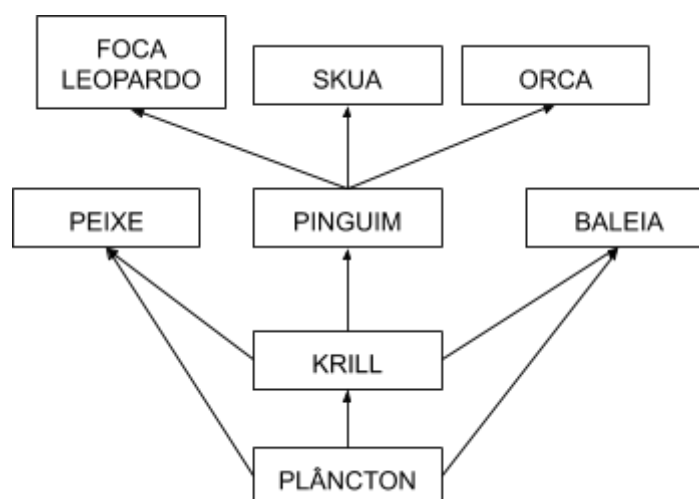 FOCA
LEOPARDO
SKUA
ORCA
PEIXE
PINGUIM
BALEIA
KRILL
PLÂNCTON